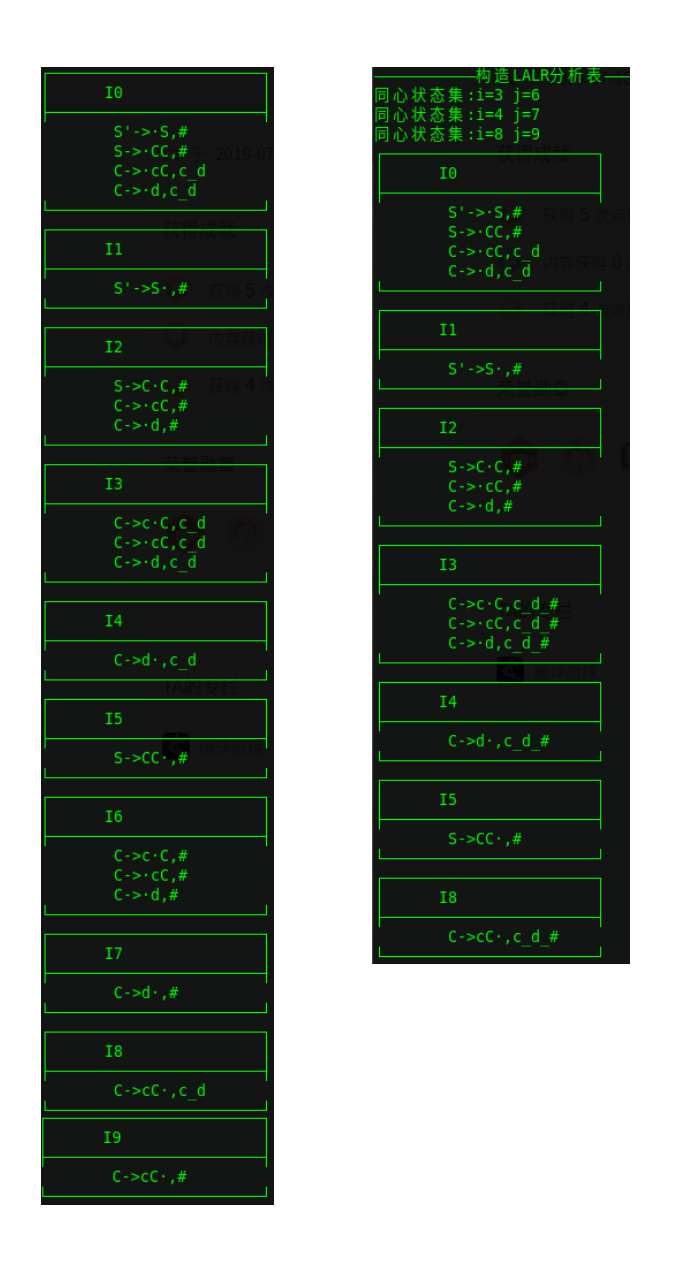 I0
S'->·S,#
S->·CC,#
C->·cC,c_d
C->·d,c_d
I1
S'->S·,#
I2
S->C·C,#
C->·cC,#
C->·d,#
I3
C->c·C,c_d
C->·cC,c_d
C->·d,c_d
I4
C->d·,c_d
I5
S->CC·,#
I6
C->c·C,#
C->·cC,#
C->·d,#
I7
C->d·,#
I8
C->cC·,c_d
I9
C->cC·,#
构造LALR分析表
同心状态集:i=3 j=6
同心状态集:i=4 j=7
同心状态集:i=8 j=9
I0
S'->·S,#
S->·CC,#
C->·cC,c_d
C->·d,c_d
I1
S'->S·,#
I2
S->C·C,#
C->·cC,#
C->·d,#
I3
C->c·C,c_d_#
C->·cC,c_d_#
C->·d,c_d_#
I4
C->d·,c_d_#
I5
S->CC·,#
I8
C->cC·,c_d_#